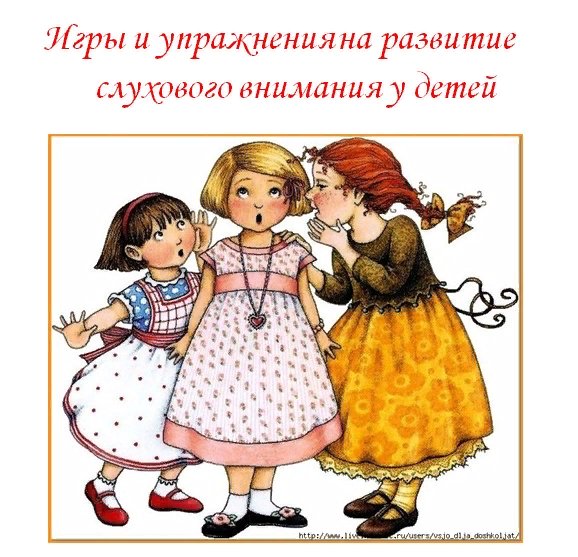 Игры и упражненияна развитие
слухового внимания у детей